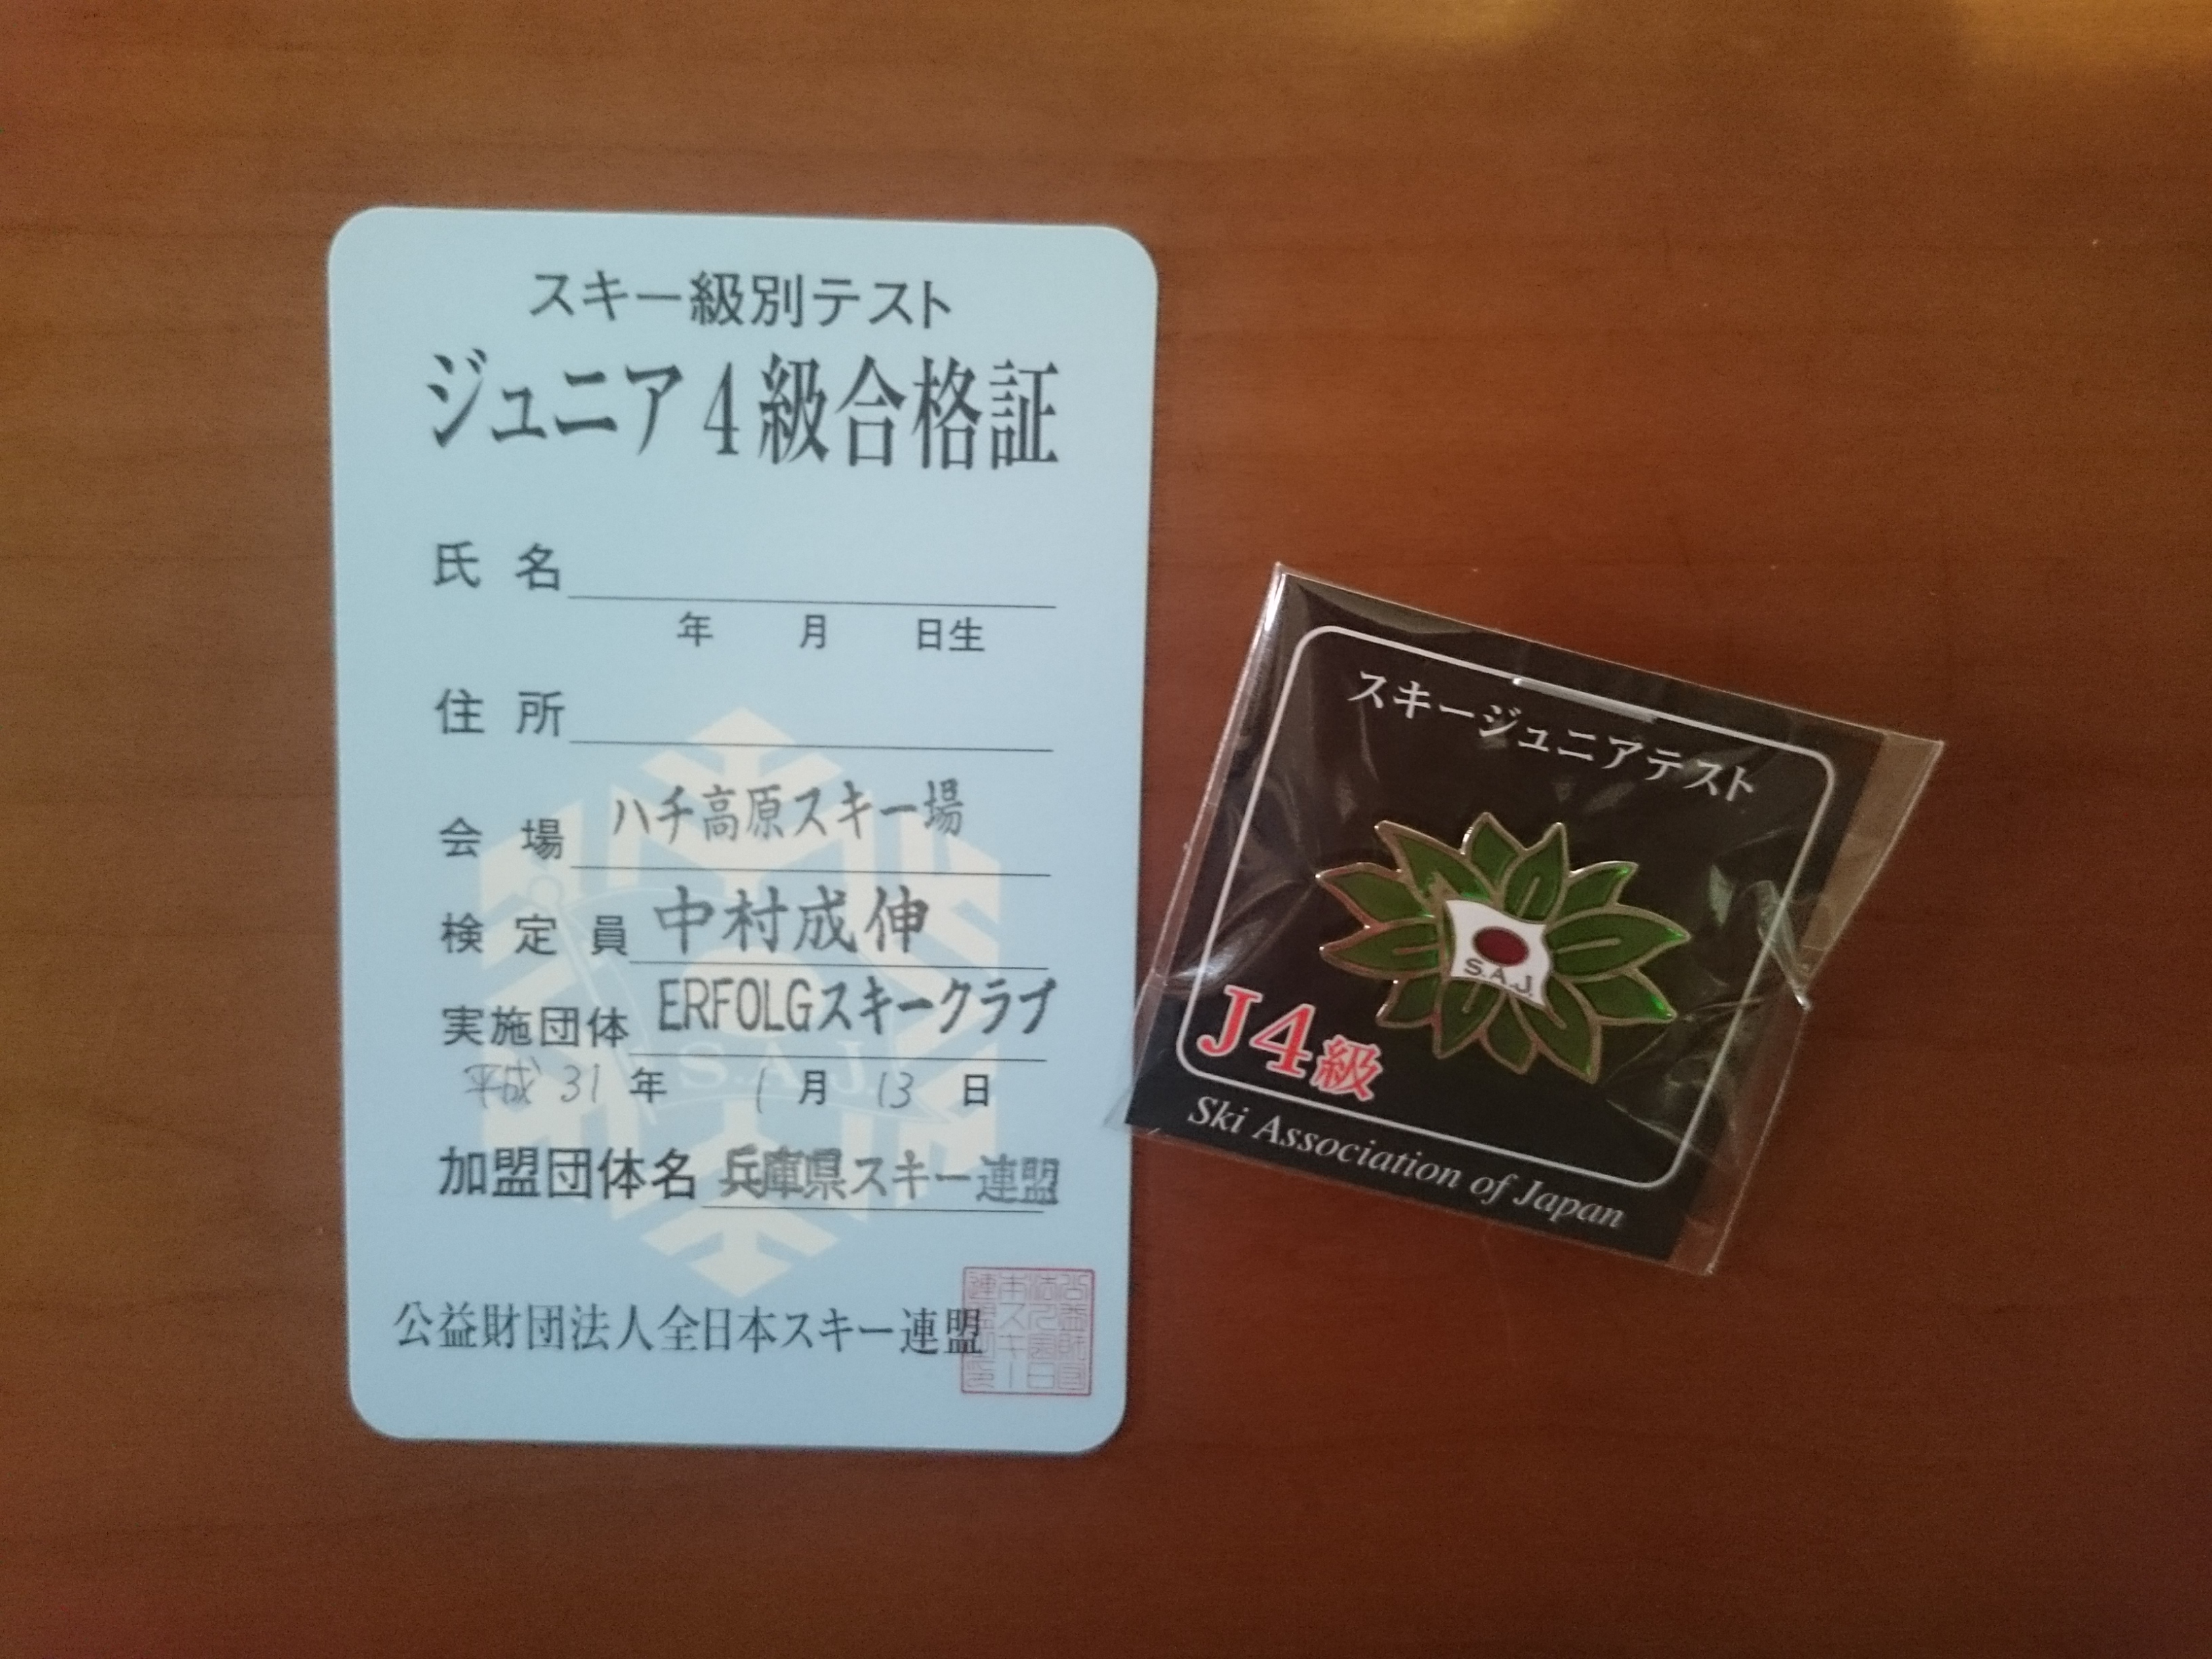 スキー級別テスト
ジュニア4級合格証
氏 名
年 月 日生
住 所
会 場 ハチ高原スキー場
検 定 員 中村成伸
実施団体 ERFOLGスキークラブ
平成 31 年 1 月 13 日
加盟団体名 兵庫県スキー連盟
S.A.J.
公益財団法人全日本スキー連盟
スキージュニアテスト
S.A.J.
J4級
Ski Association of Japan